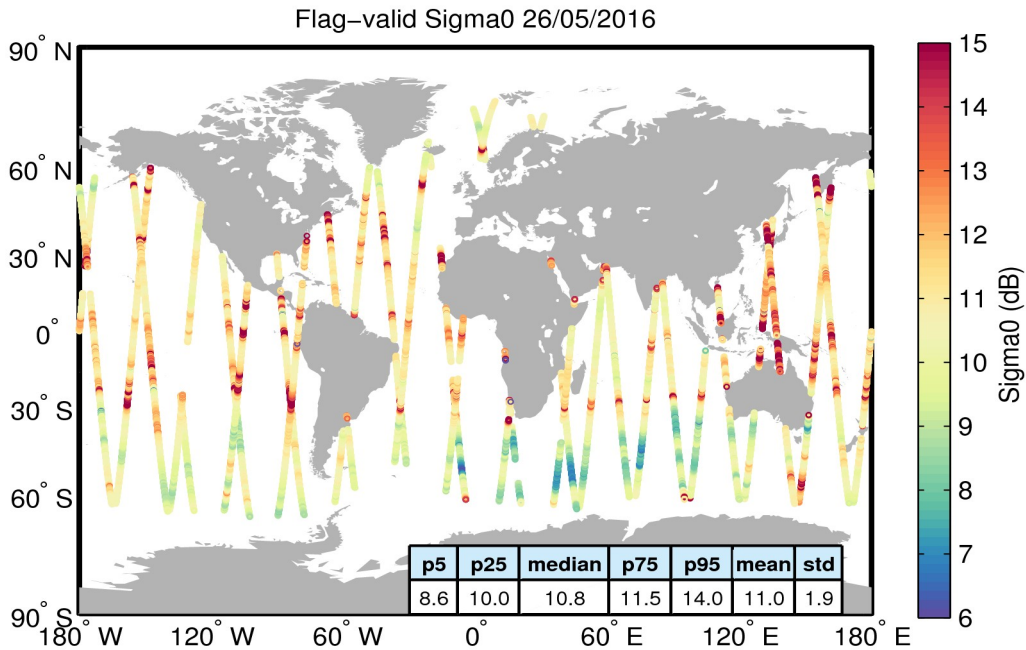 Flag−valid Sigma0 26/05/2016
90° N
60° N
30° N
0°
30° S
60° S
90° S
180° W
120° W
60° W
0°
60° E
120° E
180° E
p5 p25 median p75 p95 mean std
8.6 10.0 10.8 11.5 14.0 11.0 1.9
15
14
13
12
11
10
9
8
7
6
Sigma0 (dB)